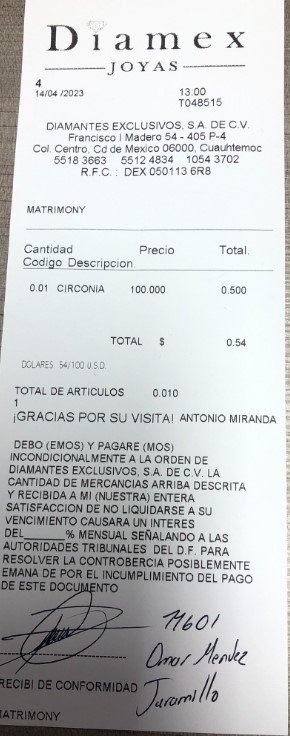 Diamex
JOYAS
4
14/04 /2023 13:00
T048515
DIAMANTES EXCLUSIVOS, S.A. DE C.V.
Francisco I Madero 54 - 405 P-4
Col. Centro, Cd de Mexico 06000, Cuauhtemoc
5518 3663 5512 4834 1054 3702
R.F.C. : DEX 050113 6R8
MATRIMONY
Cantidad Precio Total.
Codigo Descripcion.
0.01 CIRCONIA 100.000 0.500
TOTAL $ 0.54
DOLARES 54/100 U.S.D.
TOTAL DE ARTICULOS 0.010
1
¡GRACIAS POR SU VISITA! ANTONIO MIRANDA
DEBO (EMOS) Y PAGARE (MOS)
INCONDICIONALMENTE A LA ORDEN DE
DIAMANTES EXCLUSIVOS, S.A. DE C.V. LA
CANTIDAD DE MERCANCIAS ARRIBA DESCRITA
Y RECIBIDA A MI (NUESTRA) ENTERA
SATISFACCION DE NO LIQUIDARSE A SU
VENCIMIENTO CAUSARA UN INTERES
DEL______% MENSUAL SEÑALANDO A LAS
AUTORIDADES TRIBUNALES DEL D.F. PARA
RESOLVER LA CONTROBERCIA POSIBLEMENTE
EMANA DE POR EL INCUMPLIMIENTO DEL PAGO
DE ESTE DOCUMENTO
11601
Omar Mendez
RECIBI DE CONFORMIDAD Jaramillo
MATRIMONY